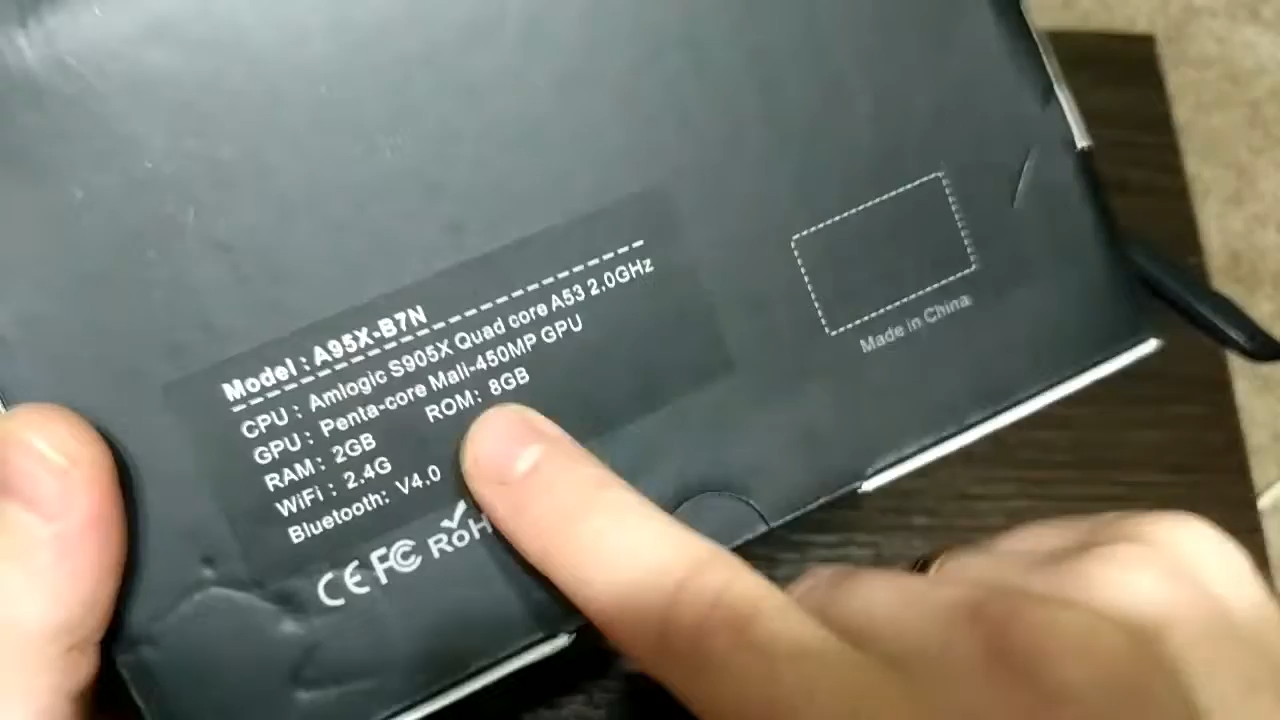 Model : A95X-B7N
CPU : Amlogic S905X Quad core A53 2.0GHz
GPU : Penta-core Mali-450MP GPU
RAM : 2GB ROM: 8GB
WiFi : 2.4G
Bluetooth: V4.0
CE FC RoH
Made in China